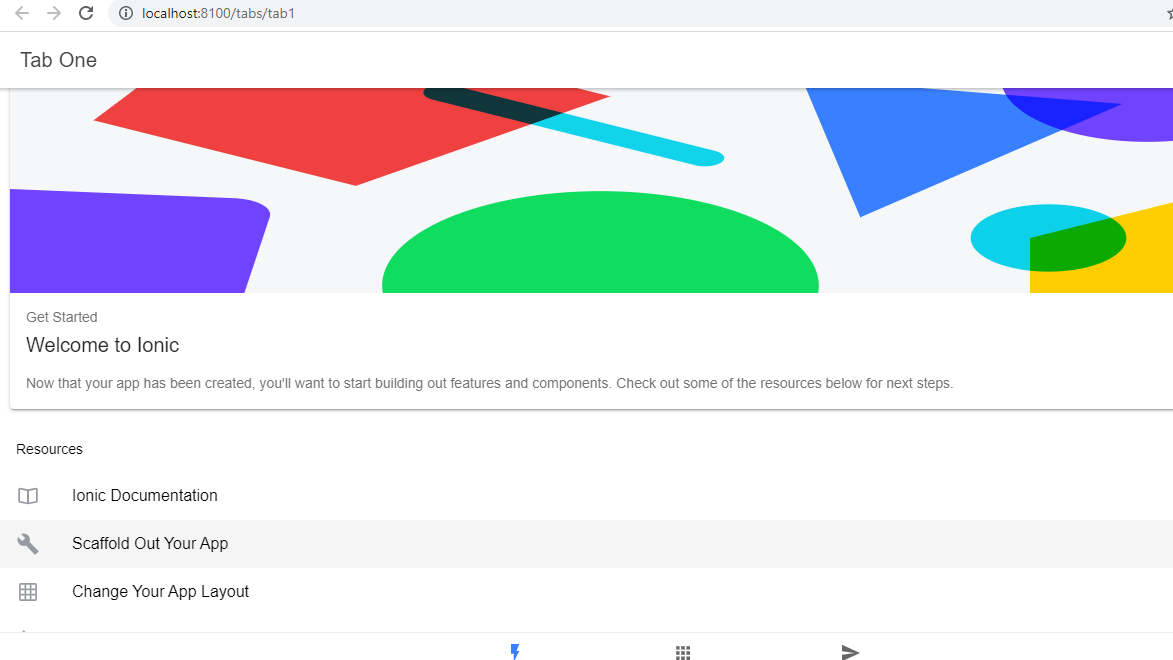 localhost:8100/tabs/tab1
Tab One
Get Started
Welcome to Ionic
Now that your app has been created, you'll want to start building out features and components. Check out some of the resources below for next steps.
Resources
Ionic Documentation
Scaffold Out Your App
Change Your App Layout